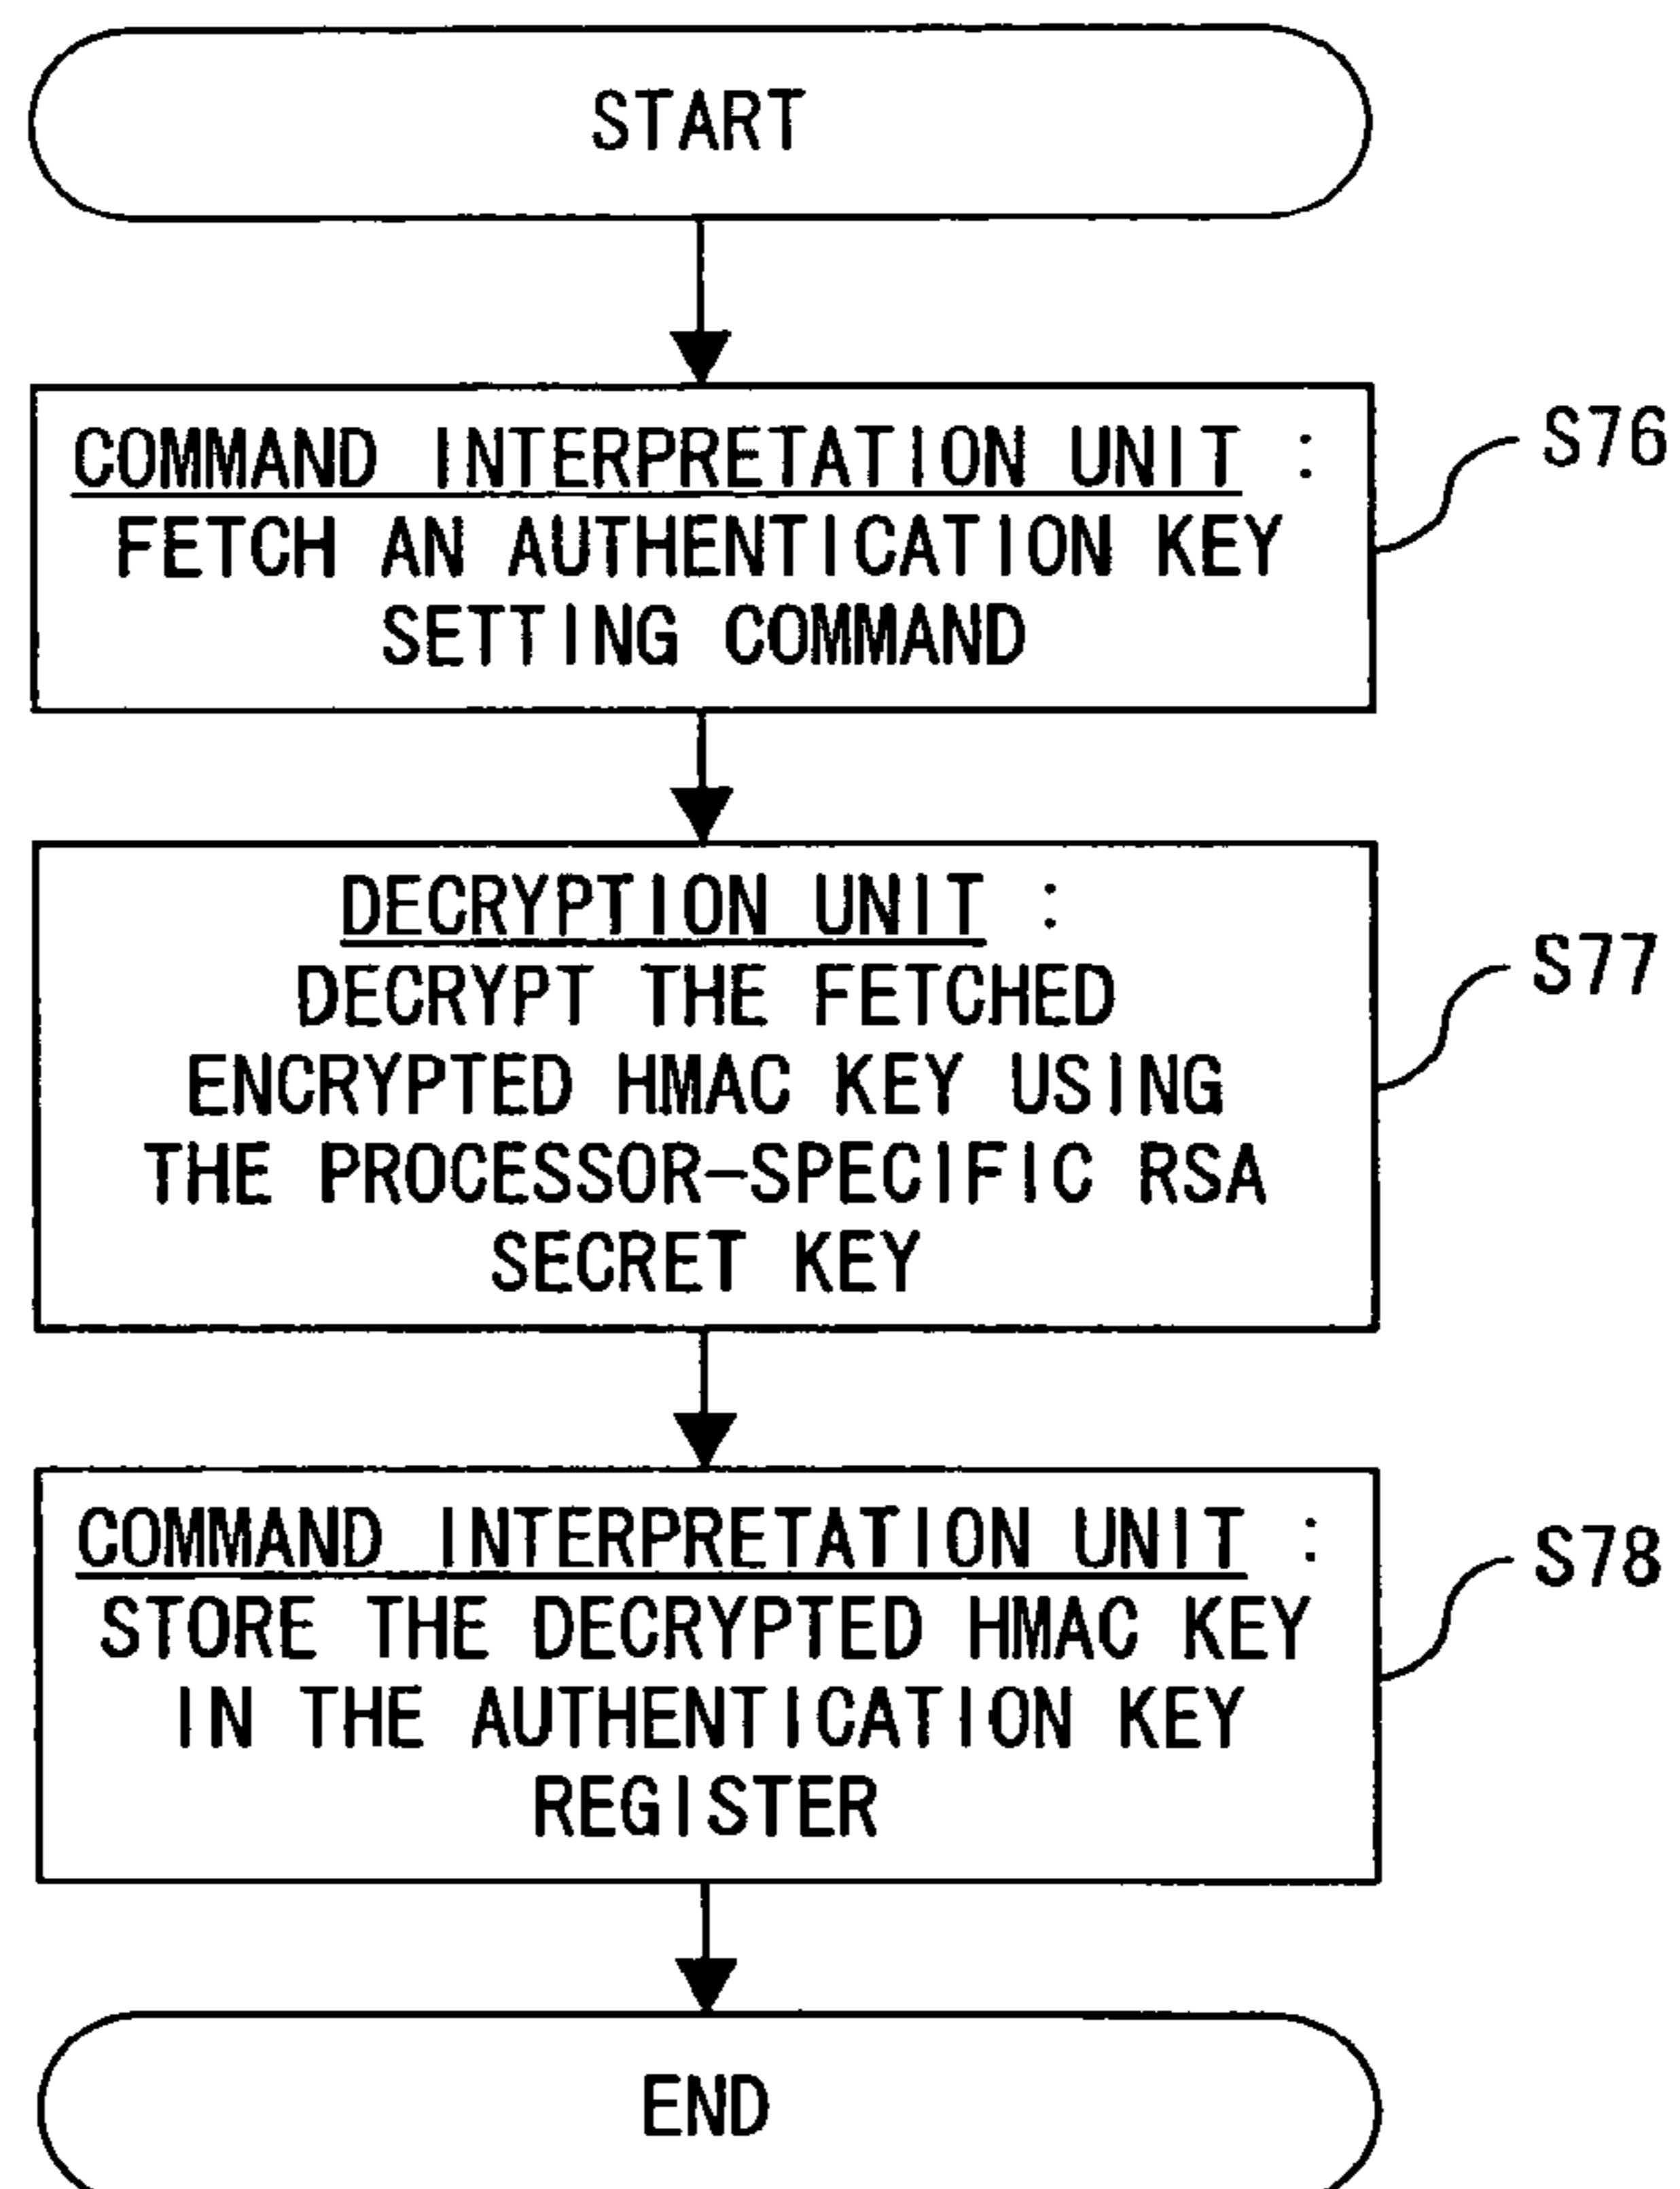 START
COMMAND INTERPRETATION UNIT :
FETCH AN AUTHENTICATION KEY
SETTING COMMAND
S76
DECRYPTION UNIT :
DECRYPT THE FETCHED
ENCRYPTED HMAC KEY USING
THE PROCESSOR-SPECIFIC RSA
SECRET KEY
S77
COMMAND INTERPRETATION UNIT :
STORE THE DECRYPTED HMAC KEY
IN THE AUTHENTICATION KEY
REGISTER
S78
END